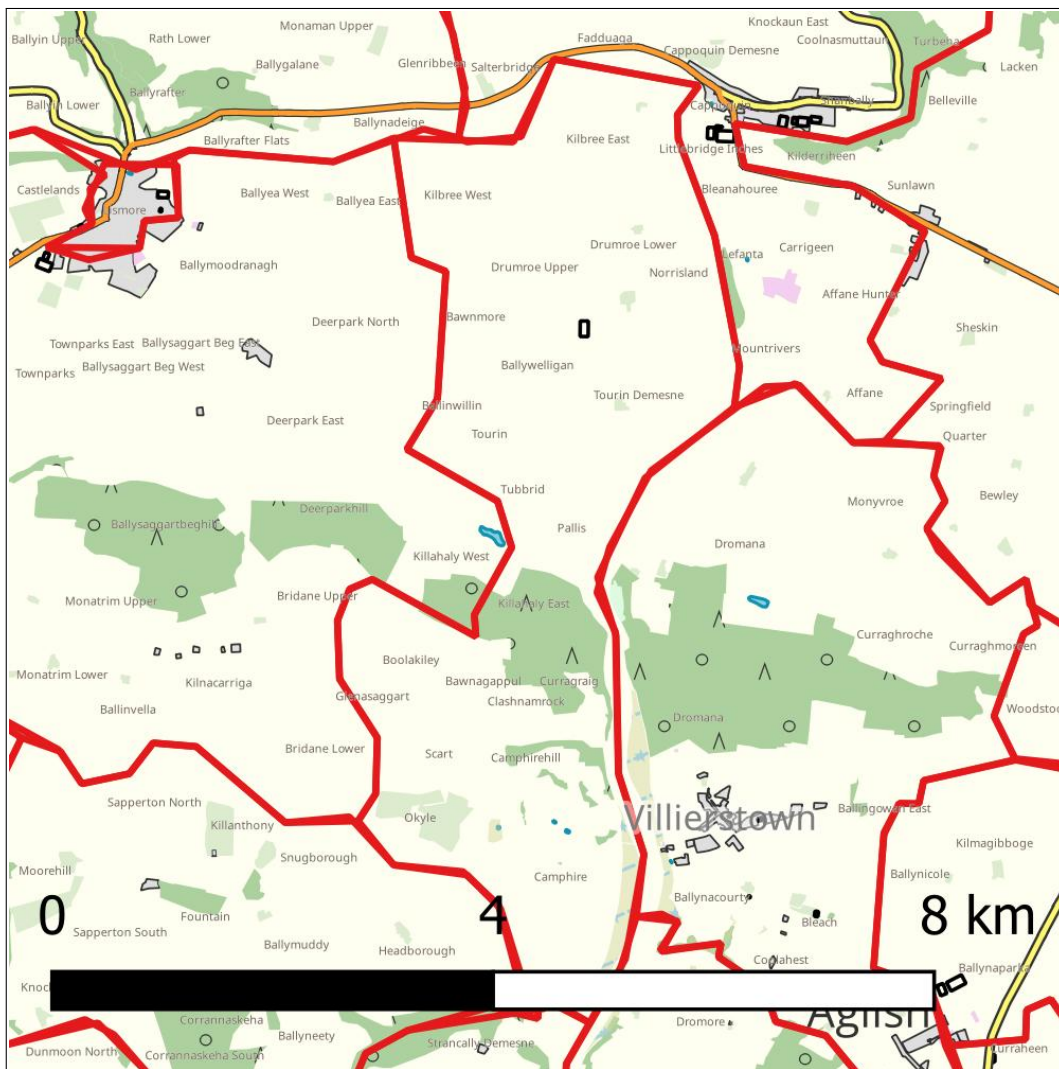 Knockaun East
Monaman Upper
Ballyin Upper
Rath Lower
Fadduaga
Coolnasmuttaun
Turbeha
Cappoquin Demesne
Ballygalane
Glenribbeen
Salterbridge
Lacken
Ballyrafter
Ballyin Lower
Cappoquin
Shanbally
Belleville
Ballynadeige
Ballyrafter Flats
Kilbree East
Littlebridge Inches
Kilderriheen
Castlelands
Ballyea West
Ballyea East
Kilbree West
Bleanahouree
Sunlawn
Lismore
Drumroe Lower
Carrigeen
Lefanta
Ballymoodranagh
Drumroe Upper
Norrisland
Affane Hunter
Deerpark North
Bawnmore
Sheskin
Townparks East
Ballysaggart Beg East
Mountrivers
Townparks
Ballysaggart Beg West
Ballywelligan
Tourin Demesne
Affane
Ballinwillin
Springfield
Deerpark East
Tourin
Quarter
Tubbrid
Bewley
Monyvroe
Deerparkhill
Ballysaggartbeghill
Pallis
Dromana
Killahaly West
Monatrim Upper
Bridane Upper
Killahaly East
Curraghroche
Curraghmoreen
Boolakiley
Monatrim Lower
Kilnacarriga
Bawnagappul
Curragraig
Glenasaggart
Clashnamrock
Ballinvella
Woodstoc
Dromana
Bridane Lower
Scart
Camphirehill
Sapperton North
Ballingowan East
Villierstown
Okyle
Killanthony
Kilmagibboge
Snugborough
Moorehill
Camphire
Ballynicole
Ballynacourty
0 4 8 km
Fountain
Bleach
Sapperton South
Ballymuddy
Headborough
Coolahest
Ballynaparka
Knoc
Aglish
Corrannaskeha
Dromore
Ballyneety
Strancally Demesne
Dunmoon North
Corrannaskeha South
Curraheen